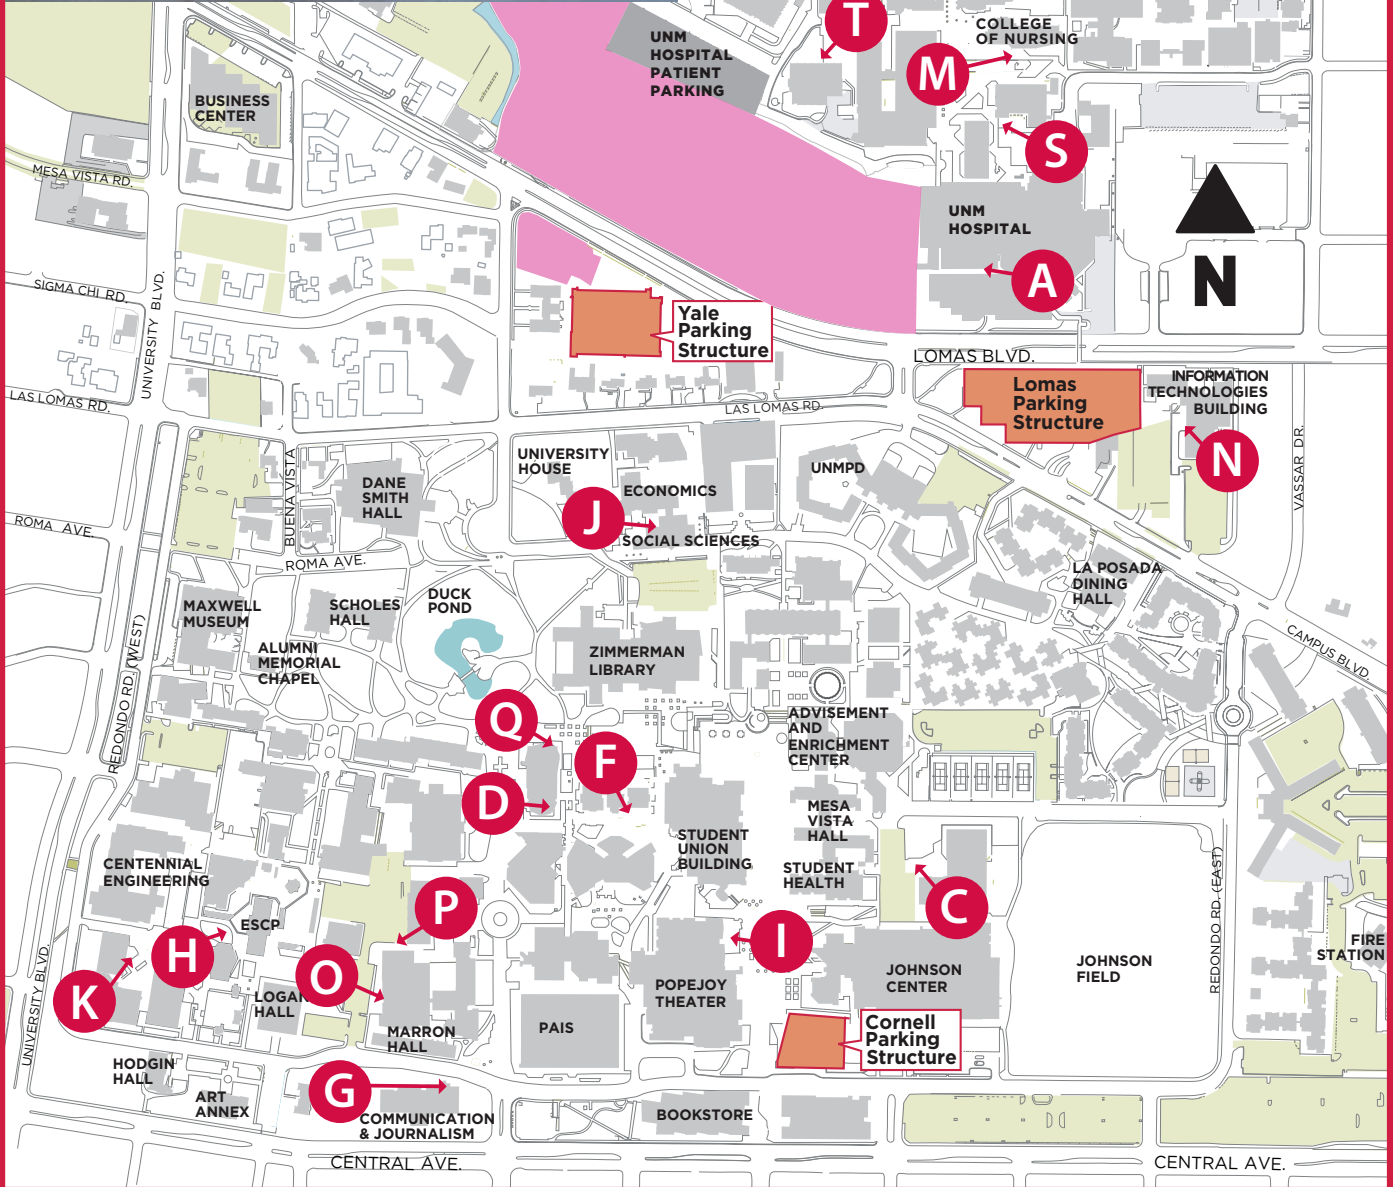 T
COLLEGE
OF NURSING
UNM
HOSPITAL
PATIENT
PARKING
M
BUSINESS
CENTER
S
MESA VISTA RD.
UNM
HOSPITAL
A
N
SIGMA CHI RD.
UNIVERSITY BLVD.
Yale
Parking
Structure
LOMAS BLVD.
LAS LOMAS RD.
LAS LOMAS RD.
Lomas
Parking
Structure
INFORMATION
TECHNOLOGIES
BUILDING
N
VASSAR DR.
UNIVERSITY
HOUSE
UNMPD
DANE
SMITH
HALL
BUENA VISTA
ECONOMICS
J
SOCIAL SCIENCES
ROMA AVE.
ROMA AVE.
LA POSADA
DINING
HALL
MAXWELL
MUSEUM
SCHOLES
HALL
DUCK
POND
REDONDO RD. (WEST)
ALUMNI
MEMORIAL
CHAPEL
ZIMMERMAN
LIBRARY
CAMPUS BLVD.
Q
ADVISEMENT
AND
ENRICHMENT
CENTER
F
D
MESA
VISTA
HALL
STUDENT
UNION
BUILDING
CENTENNIAL
ENGINEERING
STUDENT
HEALTH
REDONDO RD. (EAST)
P
C
ESCP
H
I
FIRE
STATION
UNIVERSITY BLVD.
K
O
LOGAN
HALL
POPEJOY
THEATER
JOHNSON
CENTER
JOHNSON
FIELD
MARRON
HALL
PAIS
Cornell
Parking
Structure
HODGIN
HALL
ART
ANNEX
G
COMMUNICATION
& JOURNALISM
BOOKSTORE
CENTRAL AVE.
CENTRAL AVE.